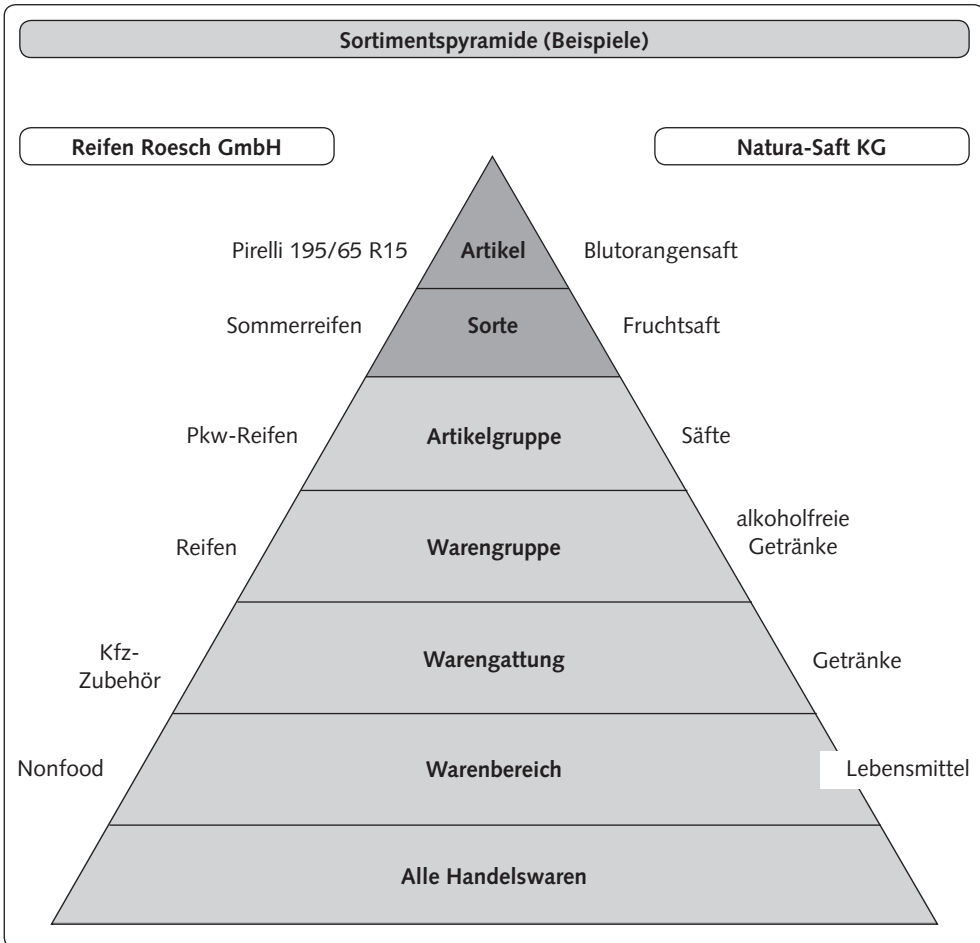 Sortimentspyramide (Beispiele)
Reifen Roesch GmbH
Natura-Saft KG
Pirelli 195/65 R15
Artikel
Blutorangensaft
Sommerreifen
Sorte
Fruchtsaft
Pkw-Reifen
Artikelgruppe
Säfte
Reifen
Warengruppe
alkoholfreie
Getränke
Kfz-
Zubehör
Warengattung
Getränke
Nonfood
Warenbereich
Lebensmittel
Alle Handelswaren